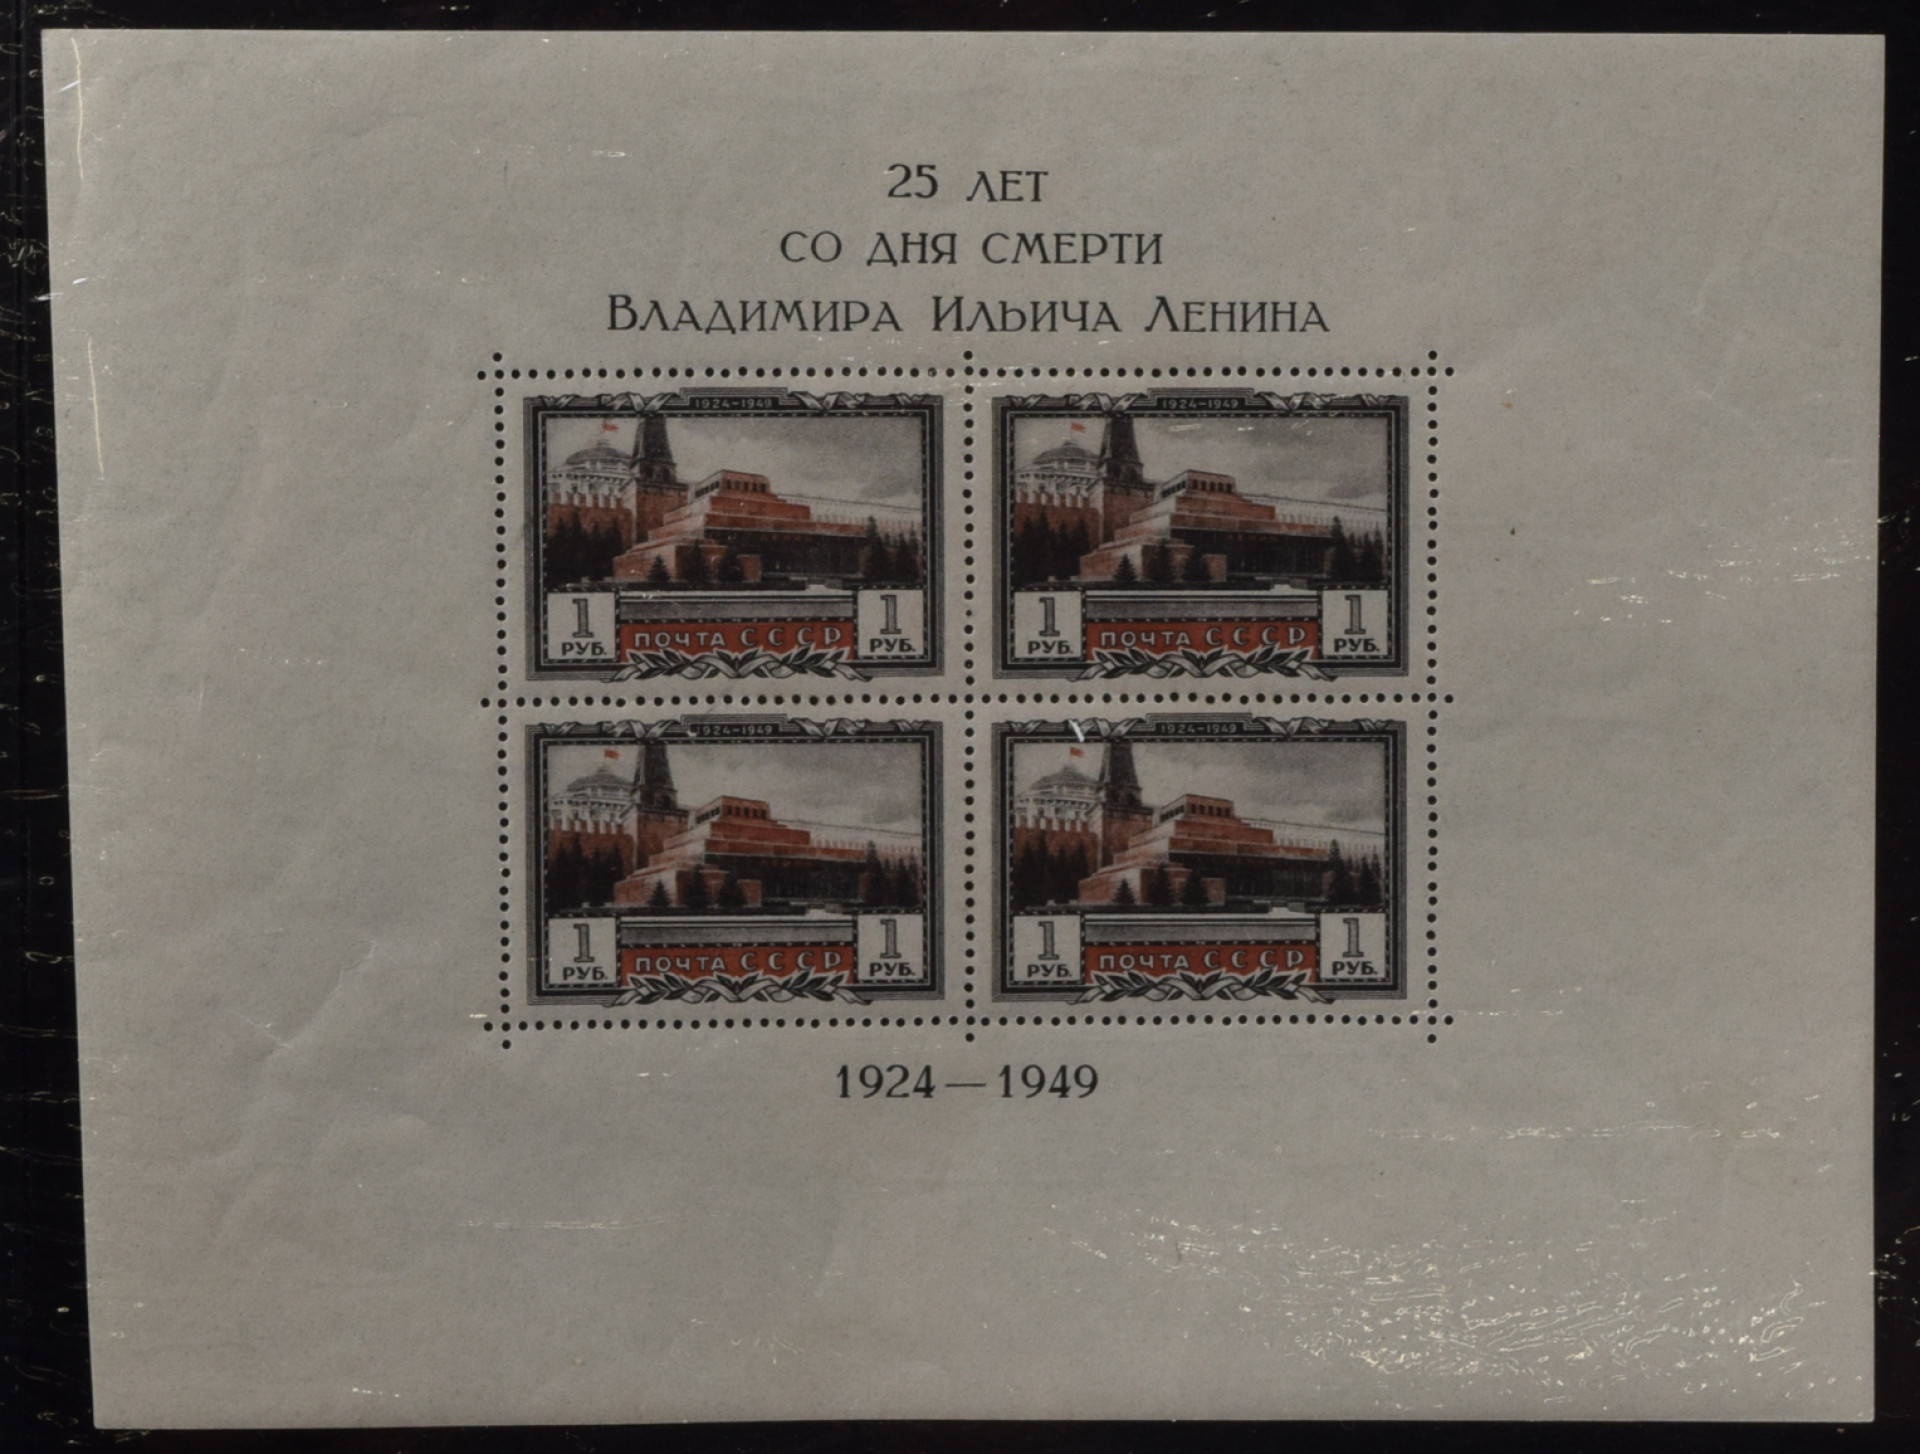 25 ЛЕТ
СО ДНЯ СМЕРТИ
ВЛАДИМИРА ИЛЬИЧА ЛЕНИНА
1924-1949
1 РУБ.
ПОЧТА СССР
1 РУБ.
1924-1949
1 РУБ.
ПОЧТА СССР
1 РУБ.
1924-1949
1 РУБ.
ПОЧТА СССР
1 РУБ.
1924-1949
1 РУБ.
ПОЧТА СССР
1 РУБ.
1924—1949